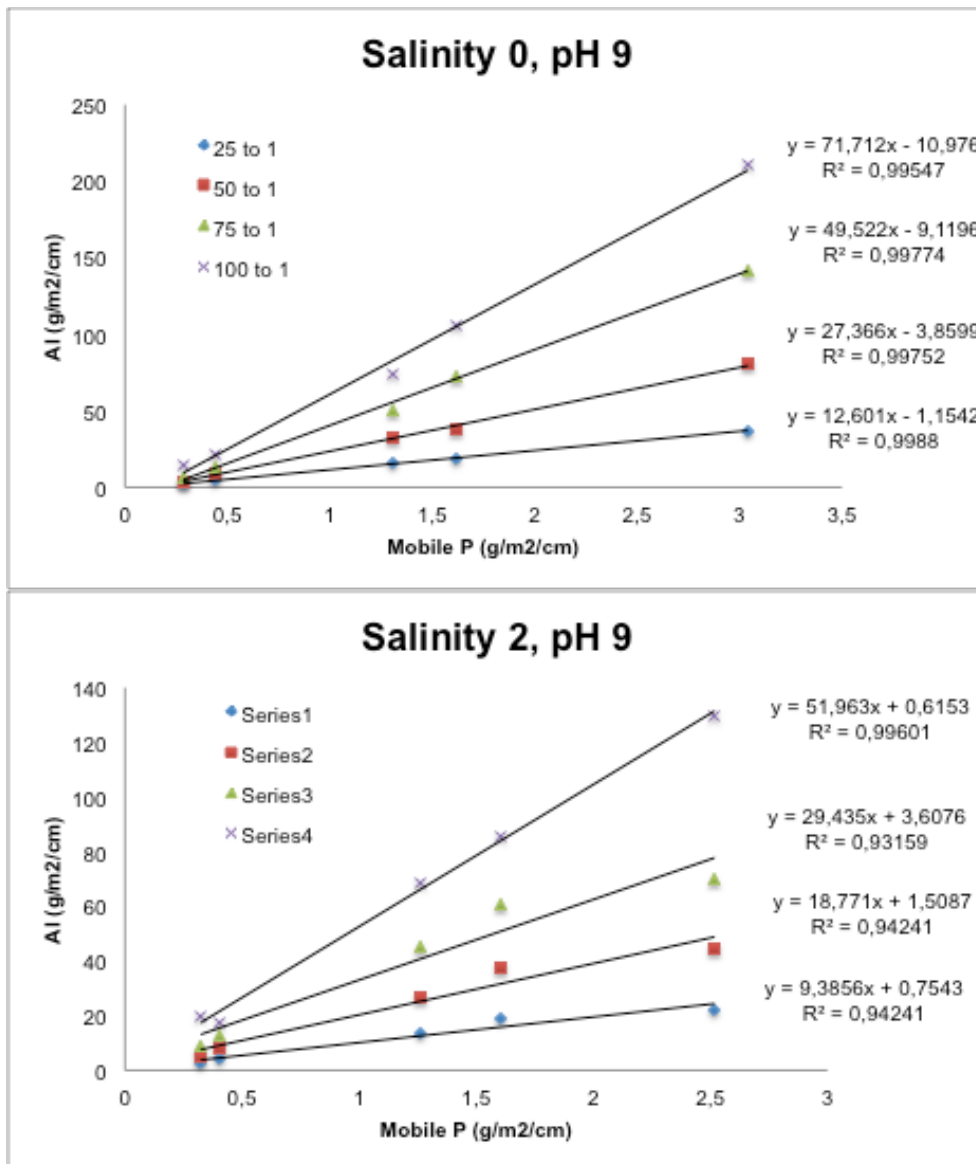 Salinity 0, pH 9
250
200
150
100
50
0
Al (g/m2/cm)
25 to 1
50 to 1
75 to 1
100 to 1
y = 71,712x - 10,976
R² = 0,99547
y = 49,522x - 9,1196
R² = 0,99774
y = 27,366x - 3,8599
R² = 0,99752
y = 12,601x - 1,1542
R² = 0,9988
0 0,5 1 1,5 2 2,5 3 3,5
Mobile P (g/m2/cm)
Salinity 2, pH 9
140
120
100
80
60
40
20
0
Al (g/m2/cm)
Series1
Series2
Series3
Series4
y = 51,963x + 0,6153
R² = 0,99601
y = 29,435x + 3,6076
R² = 0,93159
y = 18,771x + 1,5087
R² = 0,94241
y = 9,3856x + 0,7543
R² = 0,94241
0 0,5 1 1,5 2 2,5 3
Mobile P (g/m2/cm)